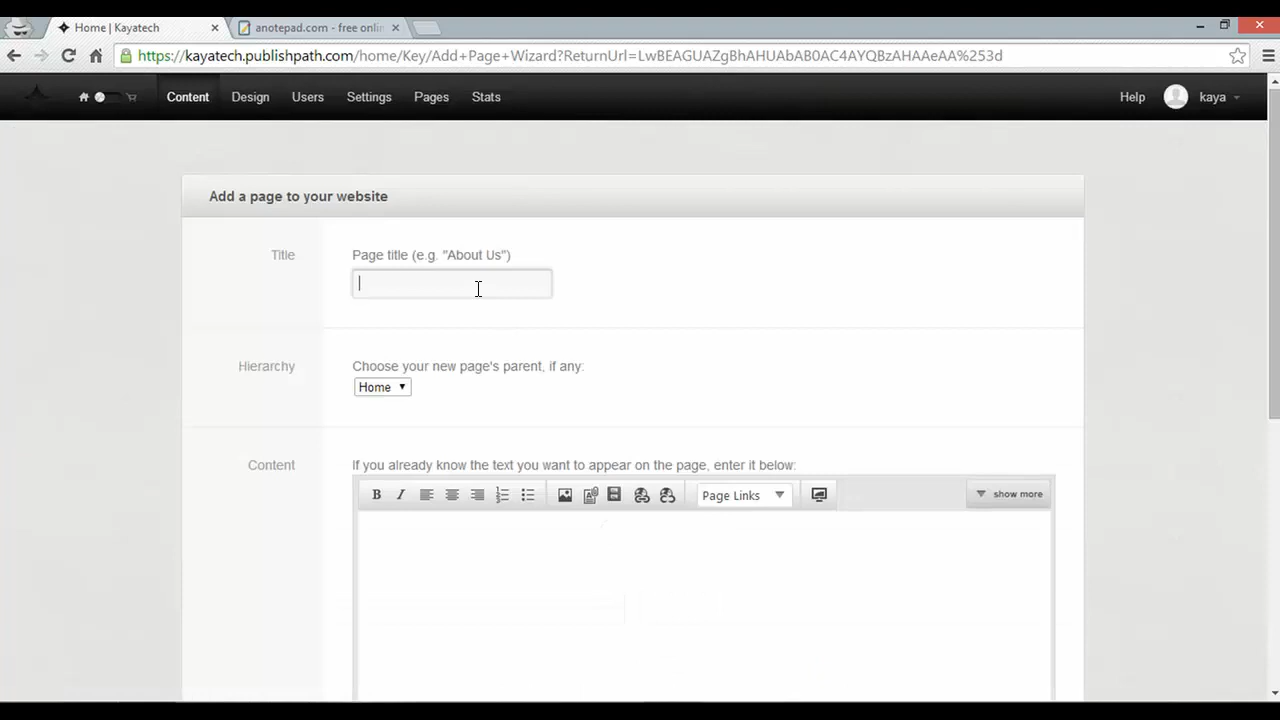 Home | Kayatech
anotepad.com - free onlin
https://kayatech.publishpath.com/home/Key/Add+Page+Wizard?ReturnUrl=LwBEAGUAZgBhAHUAbAB0AC4AYQBzAHAAeAA%253d
Content Design Users Settings Pages Stats Help kaya
Add a page to your website
Title Page title (e.g. "About Us")
Hierarchy Choose your new page's parent, if any:
Home
Content If you already know the text you want to appear on the page, enter it below:
B I Page Links show more